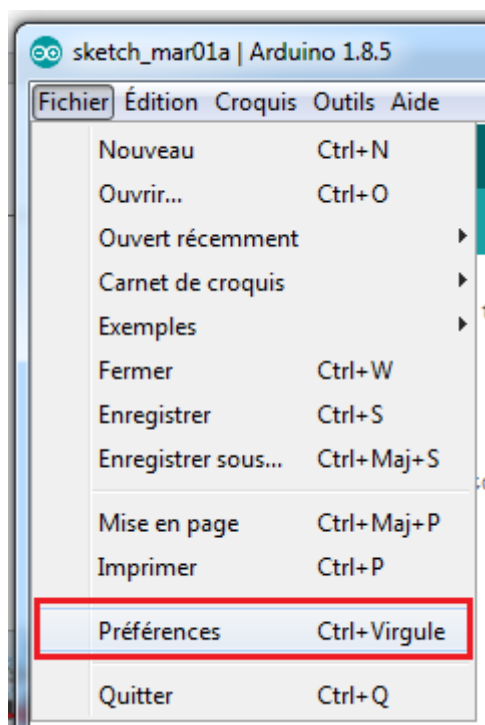 sketch_mar01a | Arduino 1.8.5
Fichier Édition Croquis Outils Aide
Nouveau Ctrl+N
Ouvrir... Ctrl+O
Ouvert récemment
Carnet de croquis
Exemples
Fermer Ctrl+W
Enregistrer Ctrl+S
Enregistrer sous... Ctrl+Maj+S
Mise en page Ctrl+Maj+P
Imprimer Ctrl+P
Préférences Ctrl+Virgule
Quitter Ctrl+Q